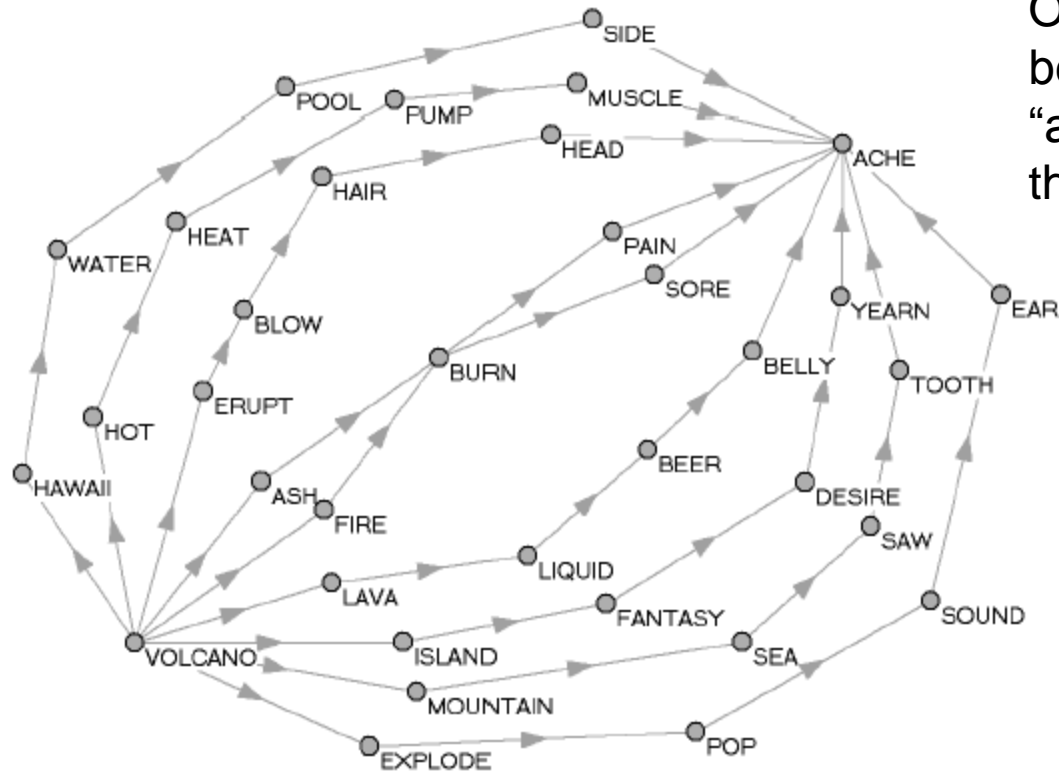 SIDE
POOL
MUSCLE
PUMP
HEAD
ACHE
HAIR
HEAT
PAIN
WATER
SORE
YEARN
EAR
BLOW
BELLY
BURN
TOOTH
ERUPT
HOT
BEER
HAWAII
ASH
DESIRE
FIRE
SAW
LIQUID
LAVA
FANTASY
SOUND
VOLCANO
ISLAND
SEA
MOUNTAIN
POP
EXPLODE